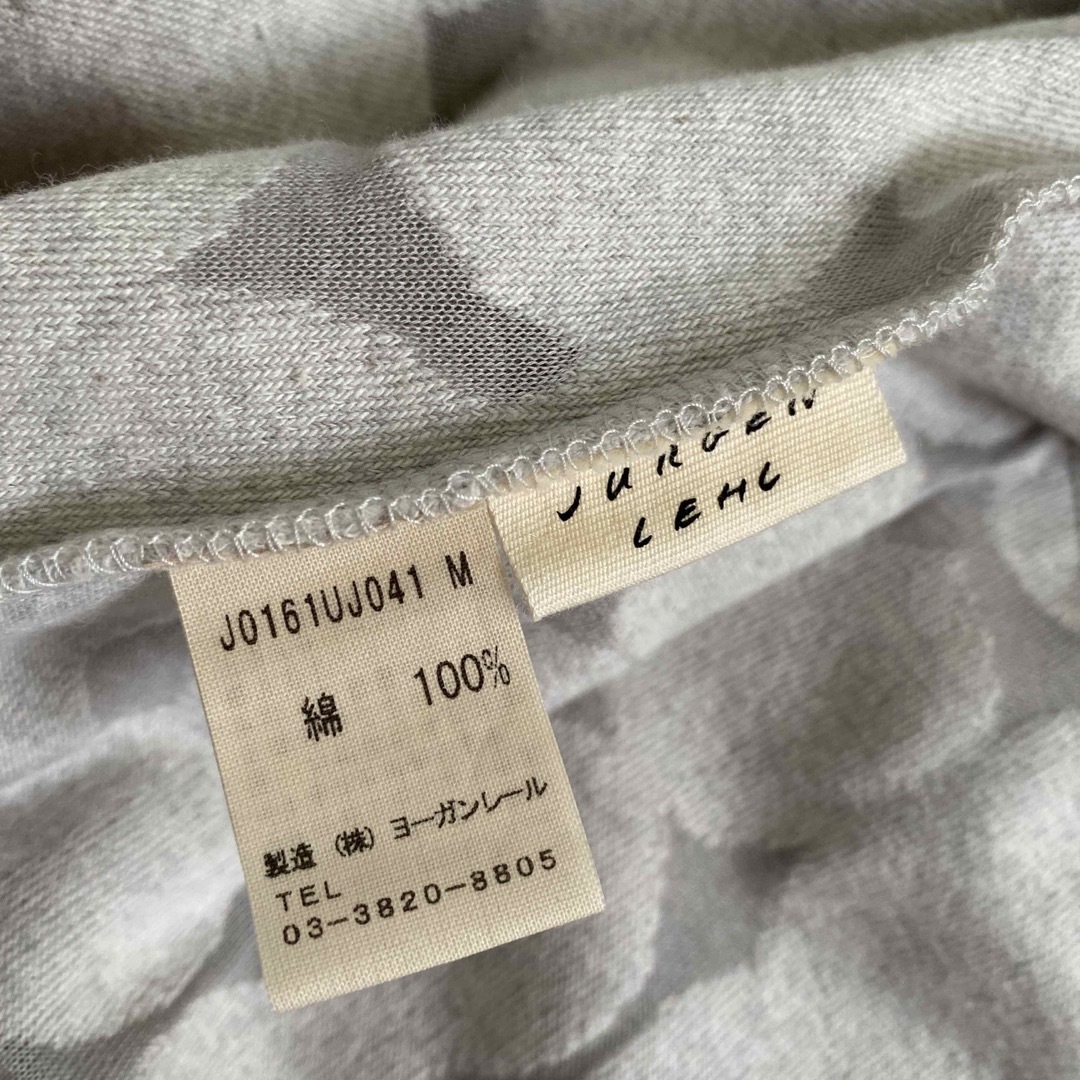 JURGEN
LEHL
J0161UJ041 M
綿 100%
製造 (株) ヨーガンレール
TEL
03-3820-8805